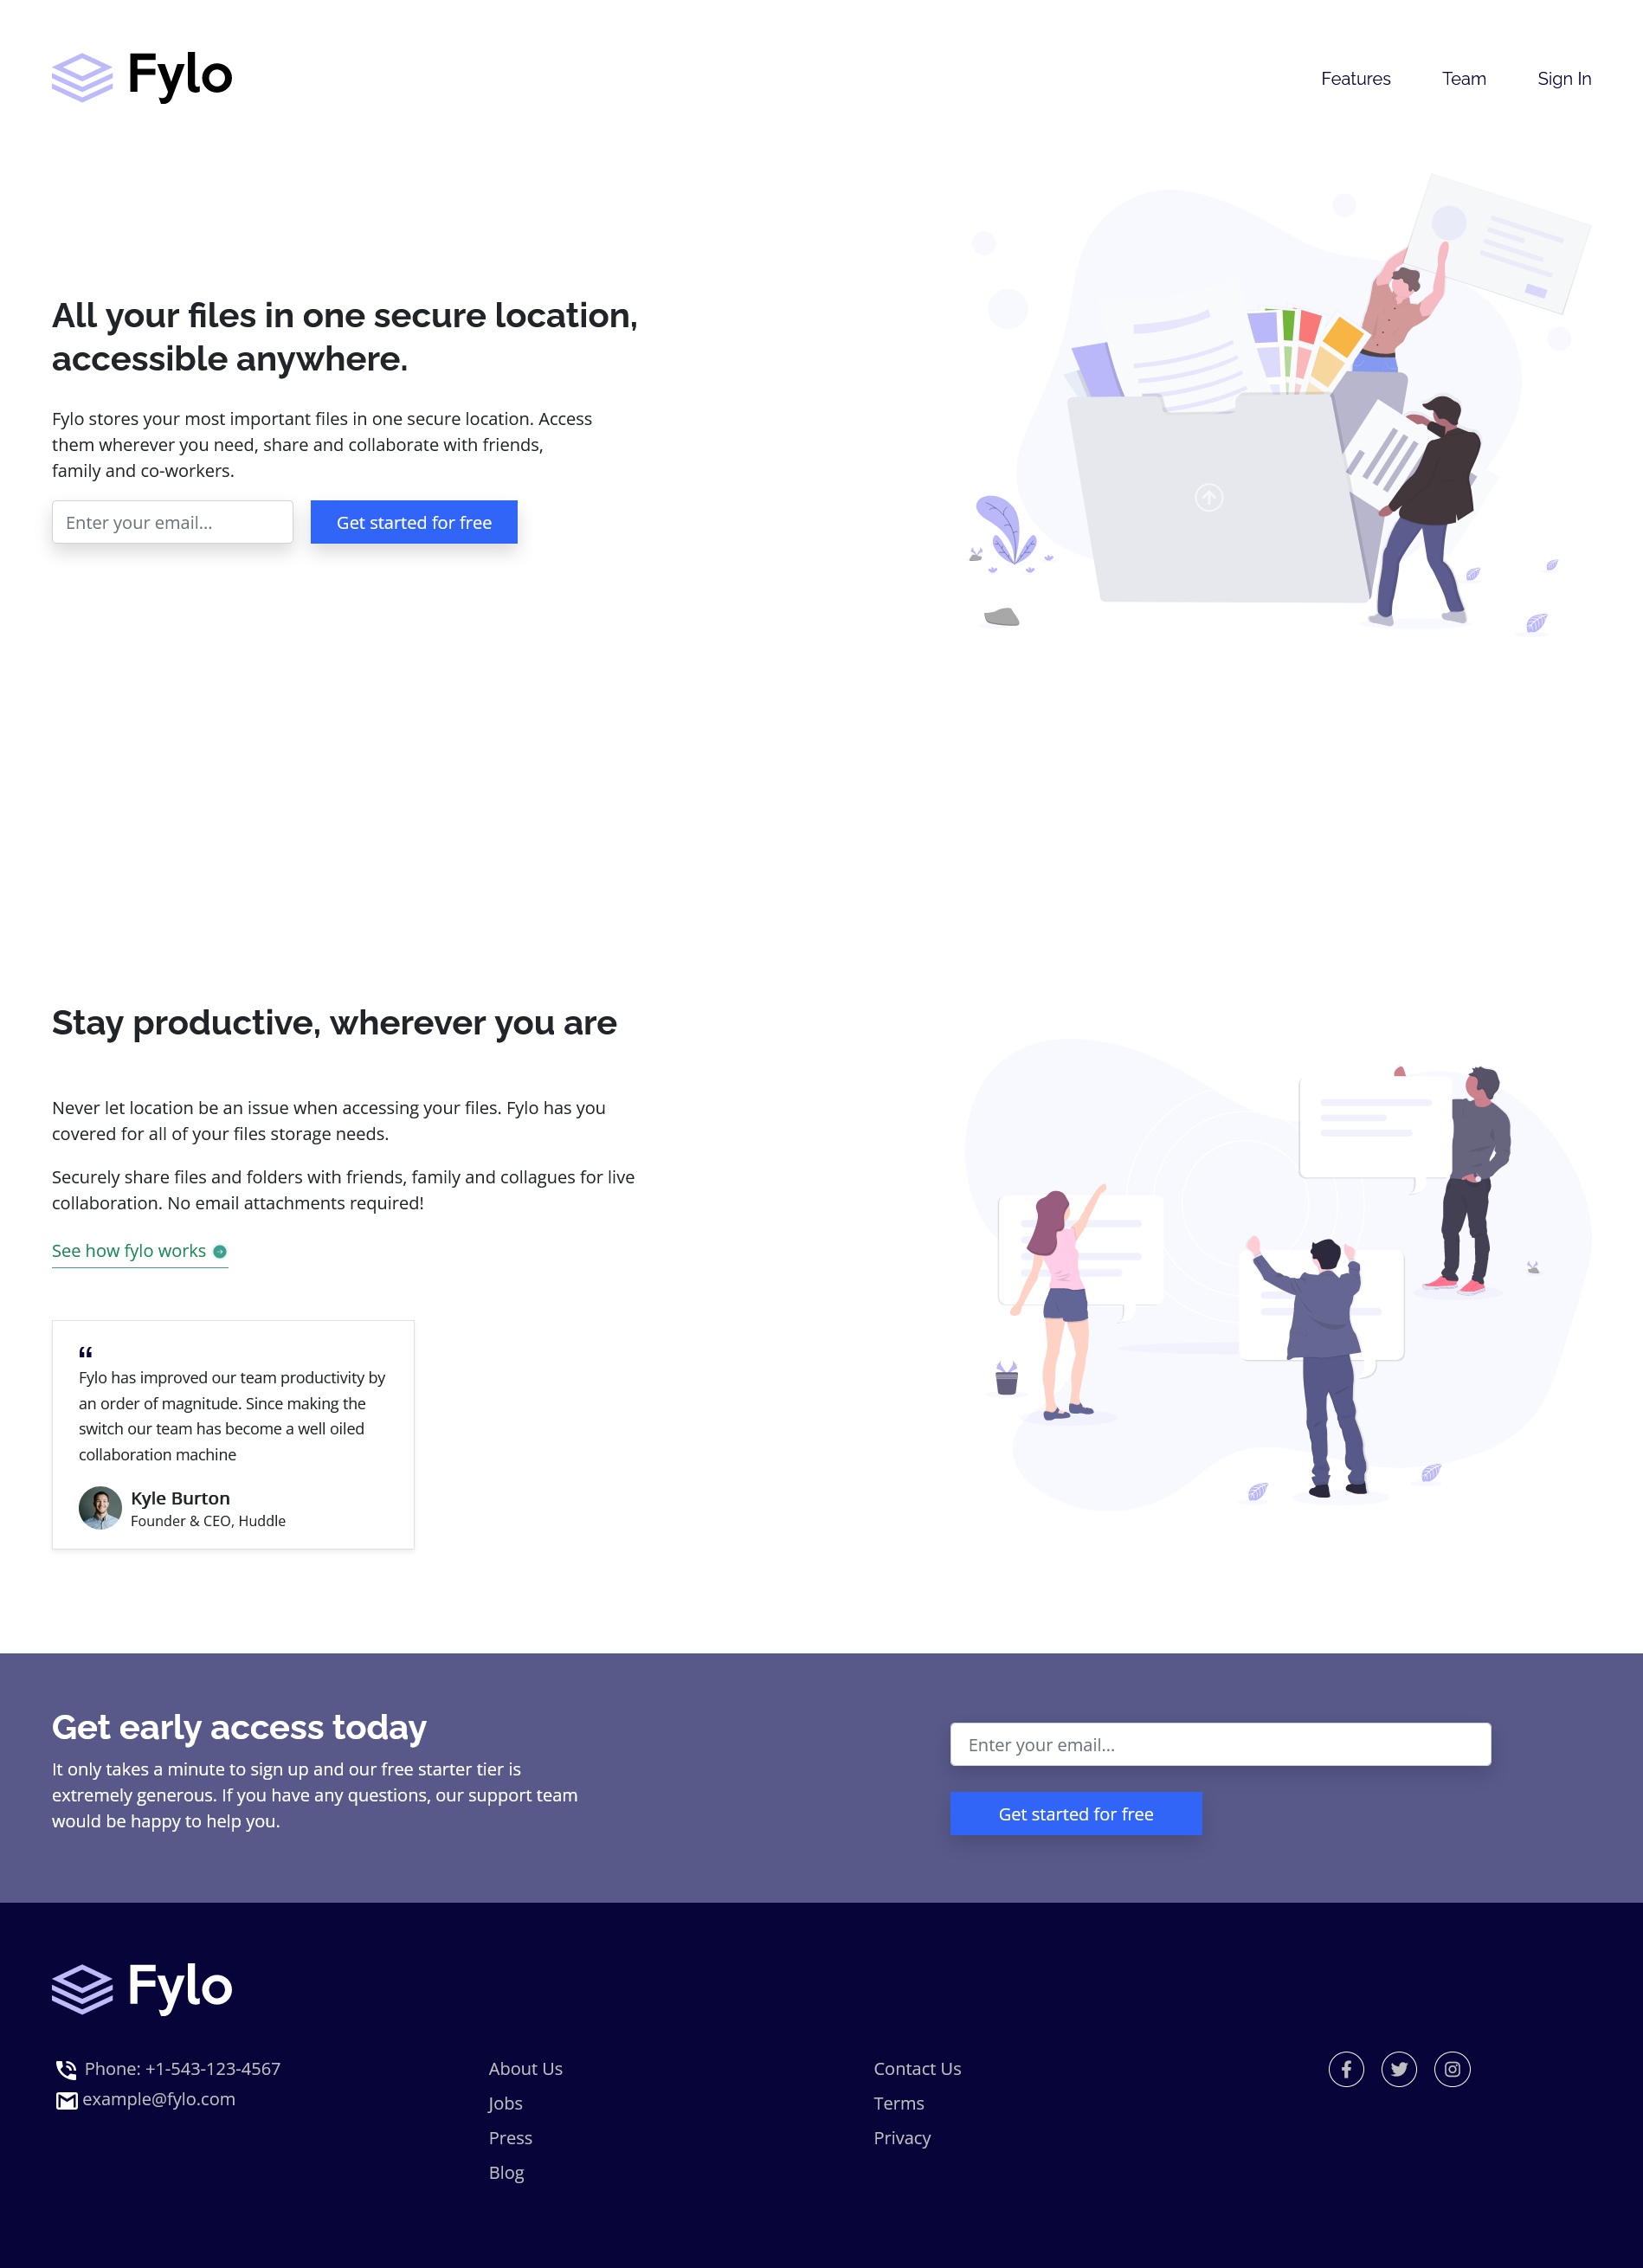 Fylo
Features
Team
Sign In
All your files in one secure location,
accessible anywhere.
Fylo stores your most important files in one secure location. Access
them wherever you need, share and collaborate with friends,
family and co-workers.
Enter your email...
Get started for free
Stay productive, wherever you are
Never let location be an issue when accessing your files. Fylo has you
covered for all of your files storage needs.
Securely share files and folders with friends, family and collagues for live
collaboration. No email attachments required!
See how fylo works
“
Fylo has improved our team productivity by
an order of magnitude. Since making the
switch our team has become a well oiled
collaboration machine
Kyle Burton
Founder & CEO, Huddle
Get early access today
It only takes a minute to sign up and our free starter tier is
extremely generous. If you have any questions, our support team
would be happy to help you.
Enter your email...
Get started for free
Fylo
Phone: +1-543-123-4567
example@fylo.com
About Us
Jobs
Press
Blog
Contact Us
Terms
Privacy